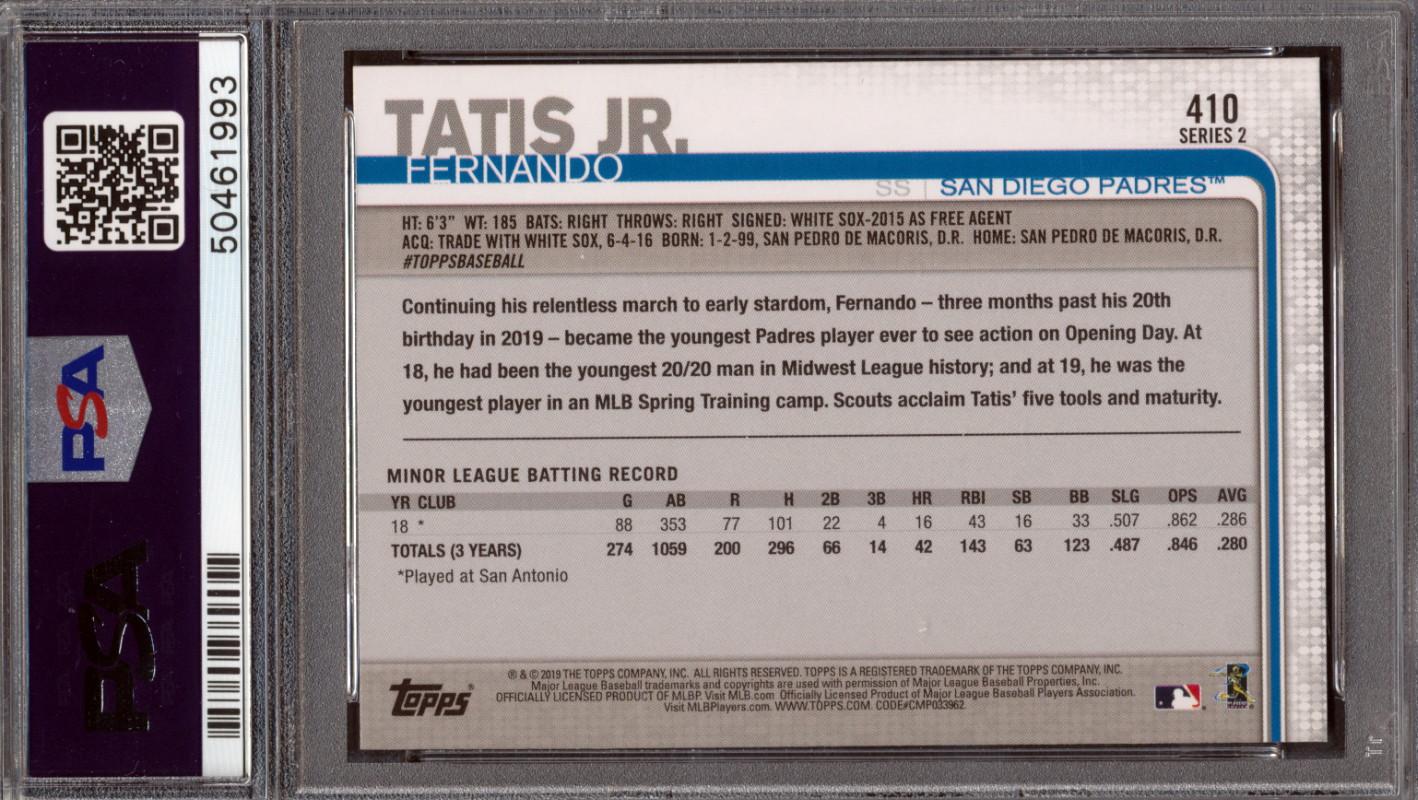 50461993
PSA
PSA
TATIS JR.
FERNANDO
410
SERIES 2
SS | SAN DIEGO PADRES™
HT: 6'3" WT: 185 BATS: RIGHT THROWS: RIGHT SIGNED: WHITE SOX-2015 AS FREE AGENT
ACQ: TRADE WITH WHITE SOX, 6-4-16 BORN: 1-2-99, SAN PEDRO DE MACORIS, D.R. HOME: SAN PEDRO DE MACORIS, D.R.
#TOPPSBASEBALL
Continuing his relentless march to early stardom, Fernando – three months past his 20th
birthday in 2019 – became the youngest Padres player ever to see action on Opening Day. At
18, he had been the youngest 20/20 man in Midwest League history; and at 19, he was the
youngest player in an MLB Spring Training camp. Scouts acclaim Tatis' five tools and maturity.
MINOR LEAGUE BATTING RECORD
YR CLUB G AB R H 2B 3B HR RBI SB BB SLG OPS AVG
18 * 88 353 77 101 22 4 16 43 16 33 .507 .862 .286
TOTALS (3 YEARS) 274 1059 200 296 66 14 42 143 63 123 .487 .846 .280
*Played at San Antonio
topps®
® & © 2019 THE TOPPS COMPANY, INC. ALL RIGHTS RESERVED. TOPPS IS A REGISTERED TRADEMARK OF THE TOPPS COMPANY, INC.
Major League Baseball trademarks and copyrights are used with permission of Major League Baseball Properties, Inc.
OFFICIALLY LICENSED PRODUCT OF MLBP. Visit MLB.com Officially Licensed Product of Major League Baseball Players Association.
Visit MLBPlayers.com. WWW.TOPPS.COM. CODE#CMP033962.